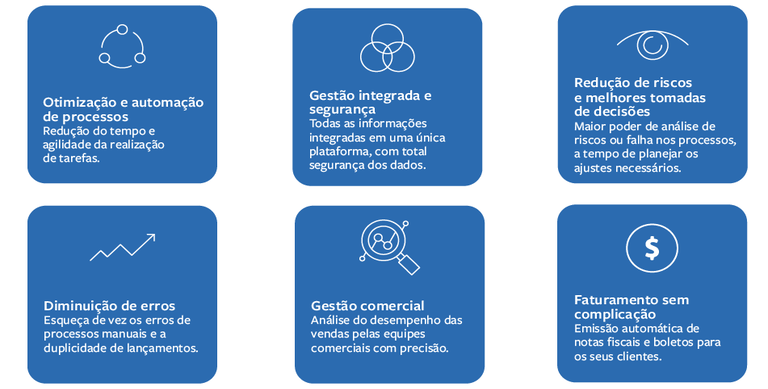 Otimização e automação
de processos
Redução do tempo e
agilidade da realização
de tarefas.
Gestão integrada e
segurança
Todas as informações
integradas em uma única
plataforma, com total
segurança dos dados.
Redução de riscos
e melhores tomadas
de decisões
Maior poder de análise de
riscos ou falha nos processos,
a tempo de planejar os
ajustes necessários.
Diminuição de erros
Esqueça de vez os erros de
processos manuais e a
duplicidade de lançamentos.
Gestão comercial
Análise do desempenho das
vendas pelas equipes
comerciais com precisão.
$
Faturamento sem
complicação
Emissão automática de
notas fiscais e boletos para
os seus clientes.